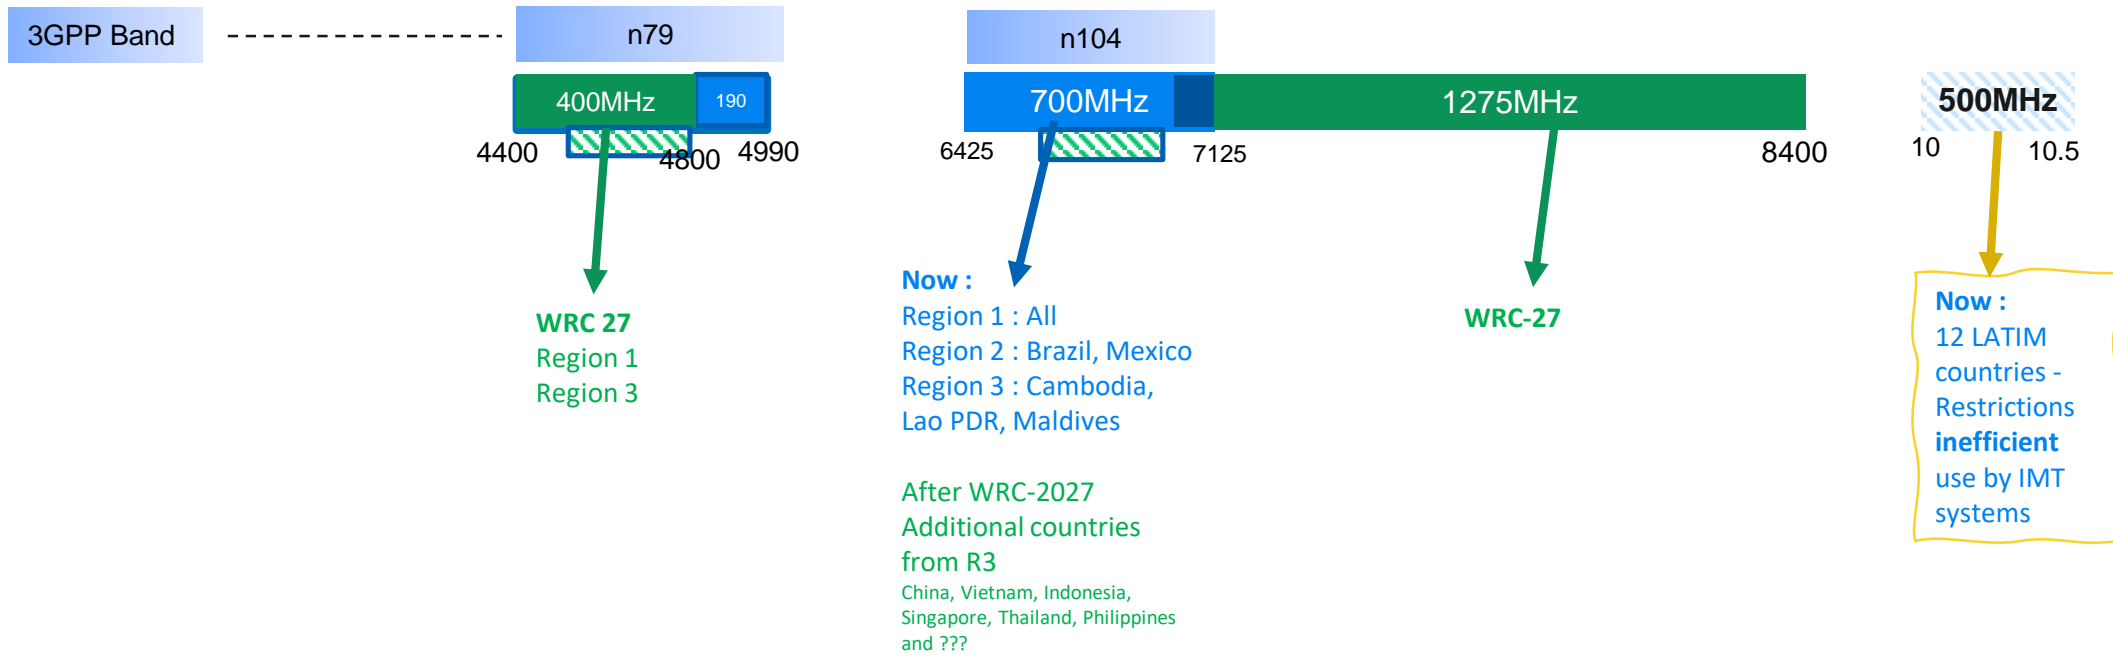 3GPP Band
n79
n104
400MHz
190
700MHz
1275MHz
500MHz
4400
4800
4990
6425
7125
8400
10
10.5
WRC 27
Region 1
Region 3
Now :
Region 1 : All
Region 2 : Brazil, Mexico
Region 3 : Cambodia,
Lao PDR, Maldives
After WRC-2027
Additional countries
from R3
China, Vietnam, Indonesia,
Singapore, Thailand, Philippines
and ???
WRC-27
Now :
12 LATIM
countries -
Restrictions
inefficient
use by IMT
systems